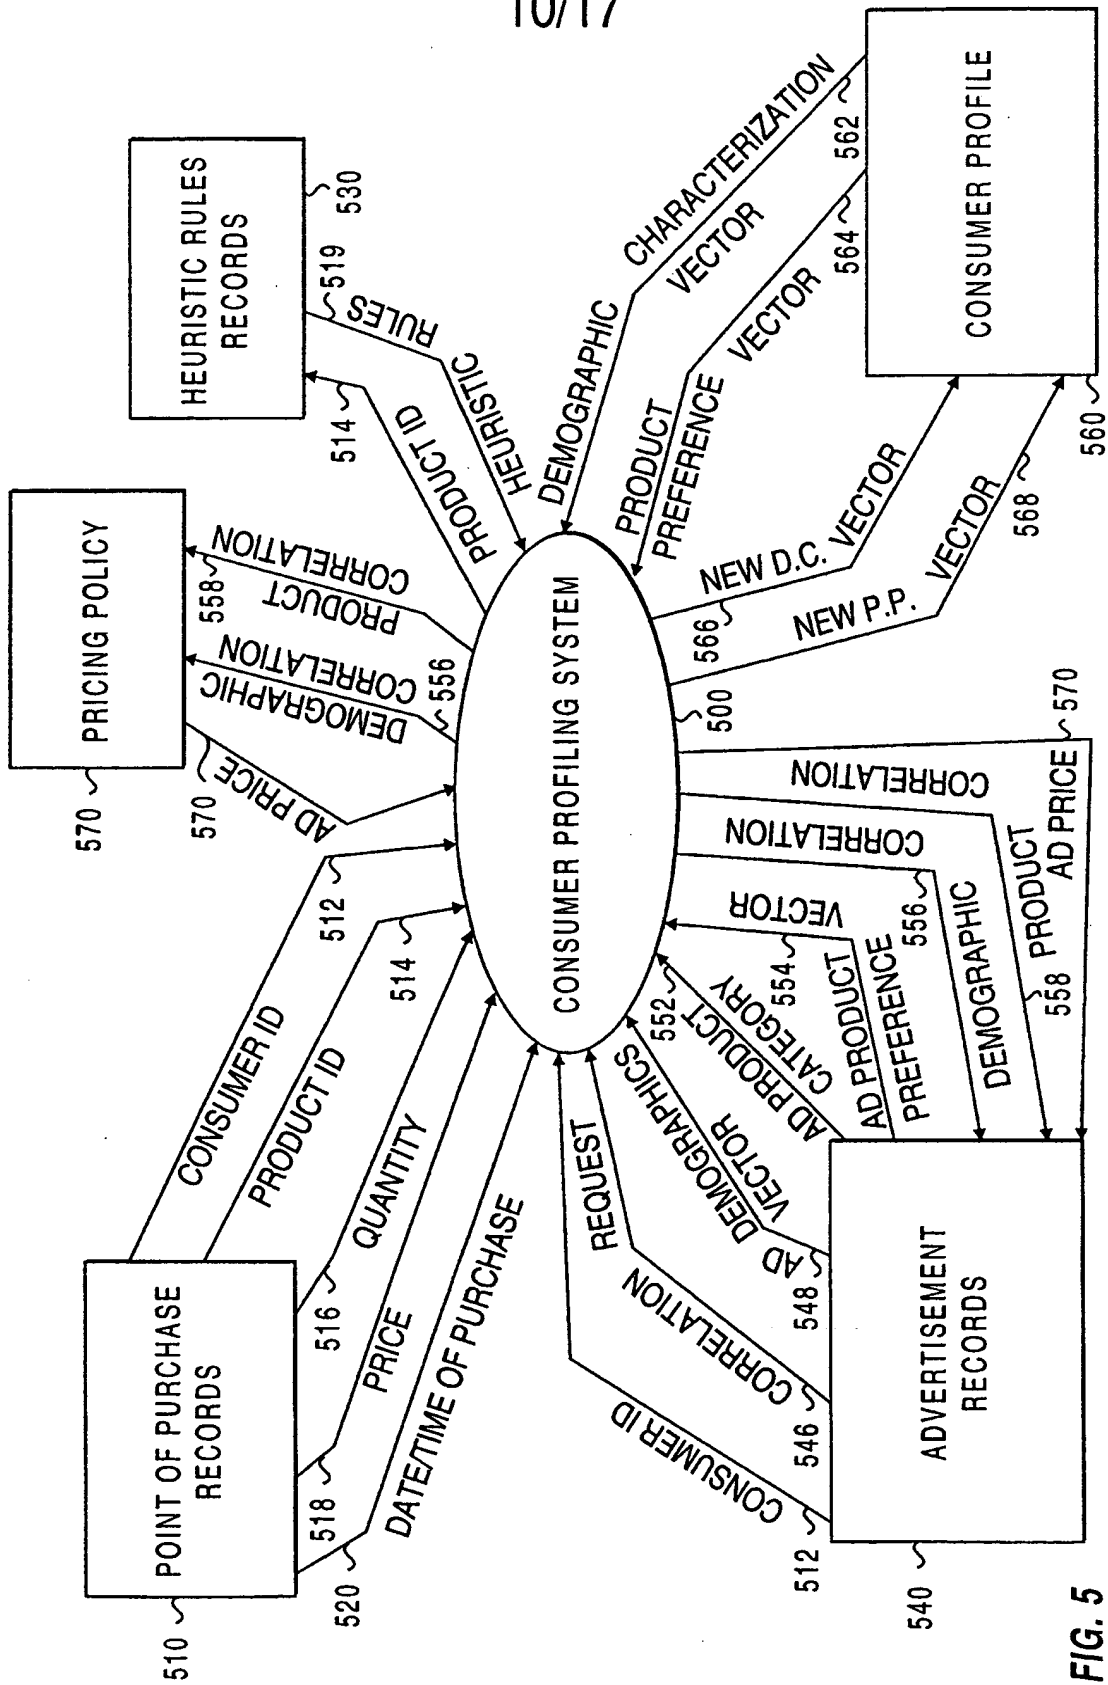 10/17
POINT OF PURCHASE
RECORDS
510
CONSUMER ID
512
PRODUCT ID
514
QUANTITY
516
PRICE
518
DATE/TIME OF PURCHASE
520
PRICING POLICY
570
AD PRICE
570
DEMOGRAPHIC
CORRELATION
556
PRODUCT
CORRELATION
558
HEURISTIC RULES
RECORDS
530
PRODUCT ID
514
HEURISTIC
RULES
519
CONSUMER PROFILING SYSTEM
500
DEMOGRAPHIC
CHARACTERIZATION
VECTOR
562
PRODUCT
PREFERENCE
VECTOR
564
NEW D.C. VECTOR
566
NEW P.P. VECTOR
568
CONSUMER PROFILE
560
ADVERTISEMENT
RECORDS
540
CONSUMER ID
512
CORRELATION
REQUEST
546
AD DEMOGRAPHICS
VECTOR
548
AD PRODUCT
CATEGORY
552
AD PRODUCT
PREFERENCE
VECTOR
554
DEMOGRAPHIC
CORRELATION
556
PRODUCT
CORRELATION
558
AD PRICE
570
FIG. 5